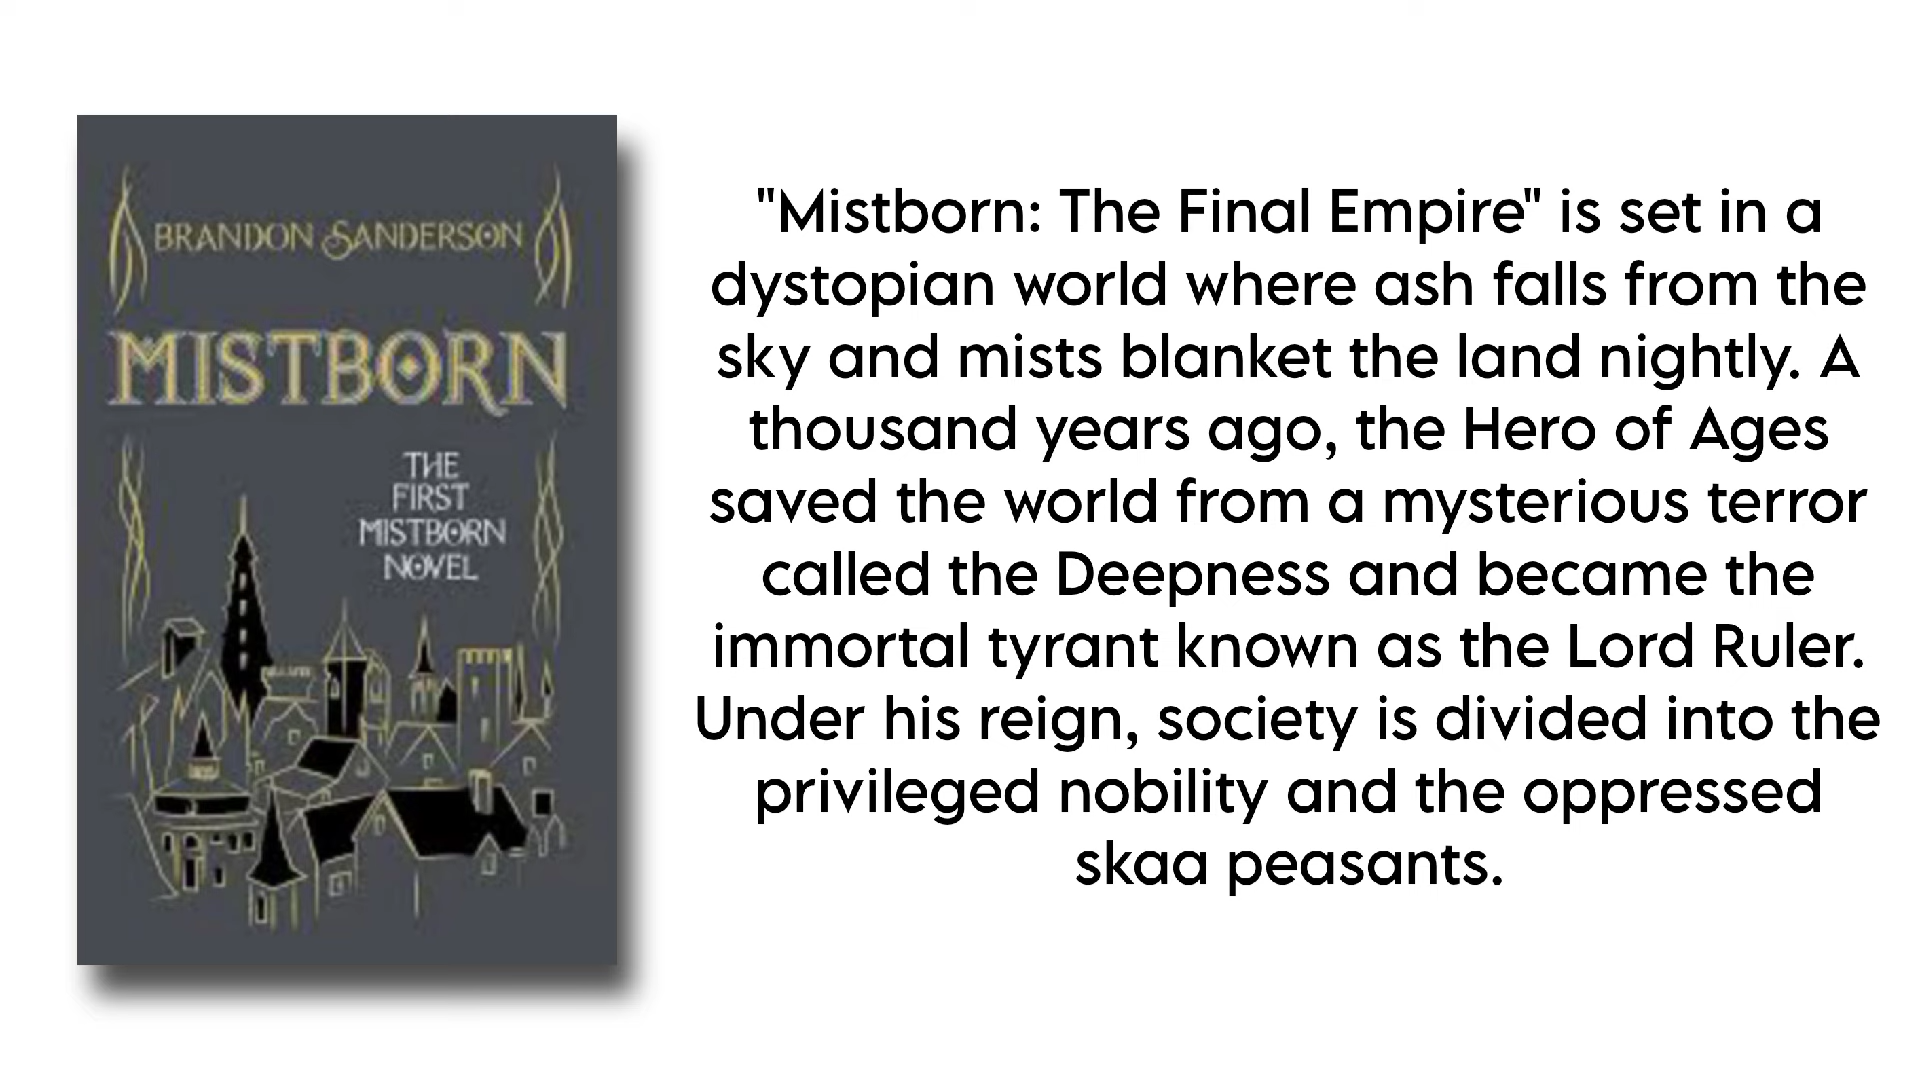 BRANDON SANDERSON
MISTBORN
THE
FIRST
MISTBORN
NOVEL
"Mistborn: The Final Empire" is set in a
dystopian world where ash falls from the
sky and mists blanket the land nightly. A
thousand years ago, the Hero of Ages
saved the world from a mysterious terror
called the Deepness and became the
immortal tyrant known as the Lord Ruler.
Under his reign, society is divided into the
privileged nobility and the oppressed
skaa peasants.